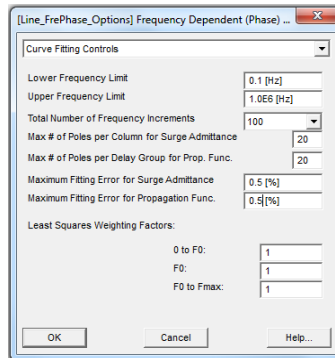 [Line_FrePhase_Options] Frequency Dependent (Phase) ...
Curve Fitting Controls
Lower Frequency Limit 0.1 [Hz]
Upper Frequency Limit 1.0E6 [Hz]
Total Number of Frequency Increments 100
Max # of Poles per Column for Surge Admittance 20
Max # of Poles per Delay Group for Prop. Func. 20
Maximum Fitting Error for Surge Admittance 0.5 [%]
Maximum Fitting Error for Propagation Func. 0.5 [%]
Least Squares Weighting Factors:
0 to F0: 1
F0: 1
F0 to Fmax: 1
OK Cancel Help...